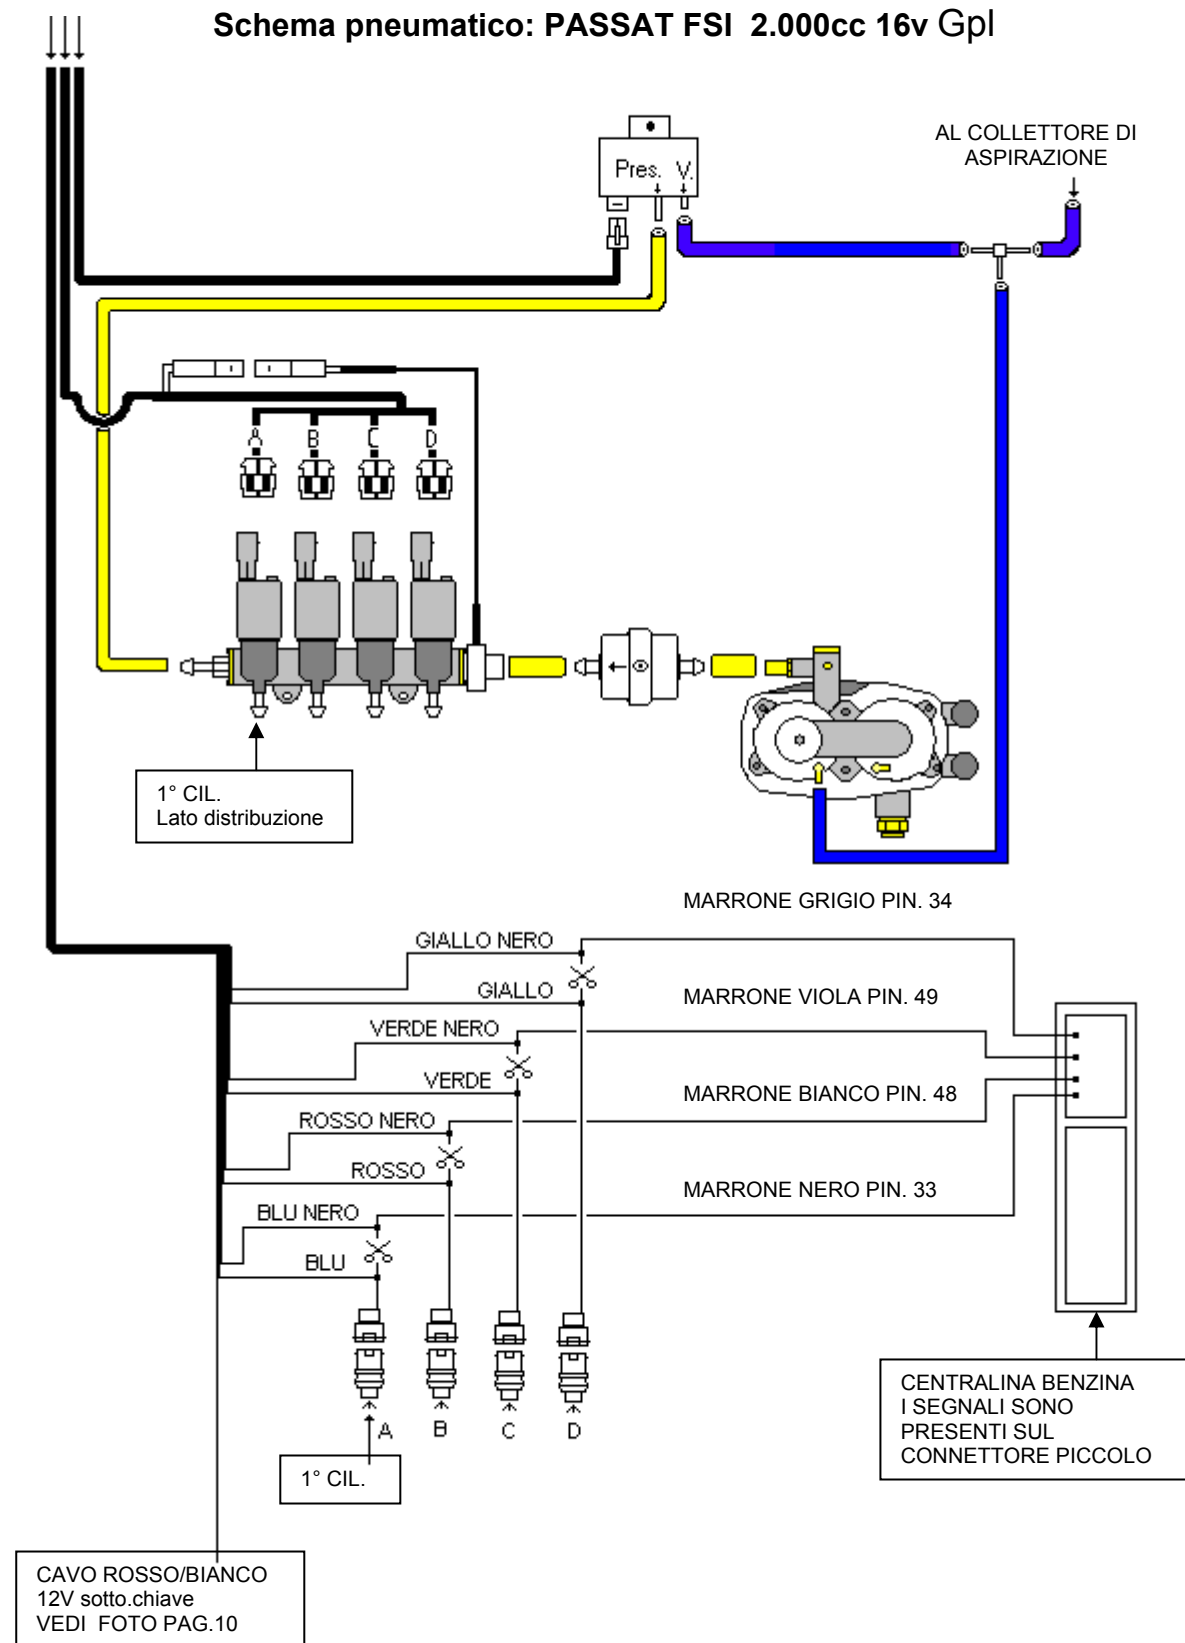 Schema pneumatico: PASSAT FSI 2.000cc 16v Gpl
AL COLLETTORE DI
ASPIRAZIONE
Pres. V.
A B C D
1° CIL.
Lato distribuzione
MARRONE GRIGIO PIN. 34
GIALLO NERO
GIALLO
MARRONE VIOLA PIN. 49
VERDE NERO
VERDE
MARRONE BIANCO PIN. 48
ROSSO NERO
ROSSO
MARRONE NERO PIN. 33
BLU NERO
BLU
A B C D
1° CIL.
CENTRALINA BENZINA
I SEGNALI SONO
PRESENTI SUL
CONNETTORE PICCOLO
CAVO ROSSO/BIANCO
12V sotto.chiave
VEDI FOTO PAG.10